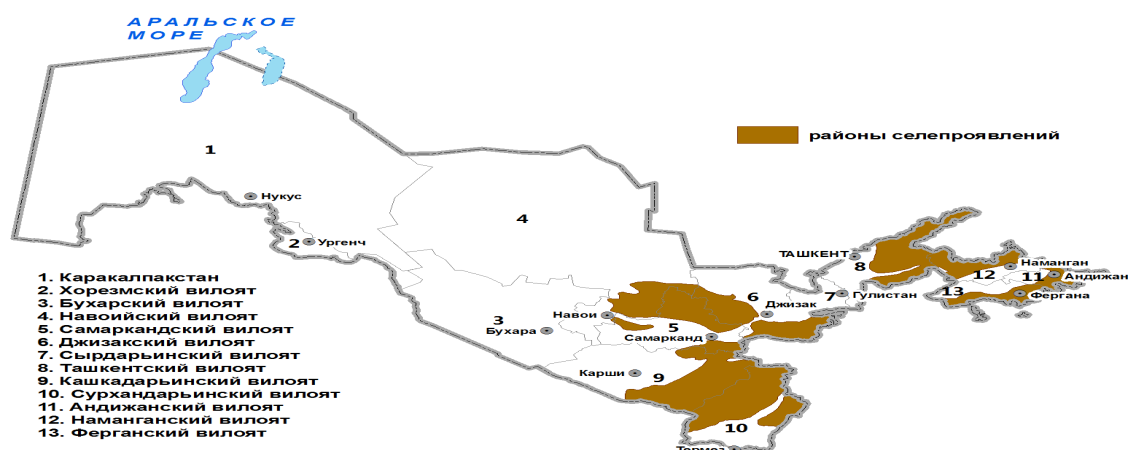 АРАЛЬСКОЕ
МОРЕ
районы селепроявлений
1
Нукус
2
Ургенч
4
ТАШКЕНТ
8
Наманган
12
11
Андижан
13
Фергана
7
Гулистан
6
Джизак
Навои
3
Бухара
5
Самарканд
Карши
9
10
Термез
1. Каракалпакстан
2. Хорезмский вилоят
3. Бухарский вилоят
4. Навоийский вилоят
5. Самаркандский вилоят
6. Джизакский вилоят
7. Сырдарьинский вилоят
8. Ташкентский вилоят
9. Кашкадарьинский вилоят
10. Сурхандарьинский вилоят
11. Андижанский вилоят
12. Наманганский вилоят
13. Ферганский вилоят